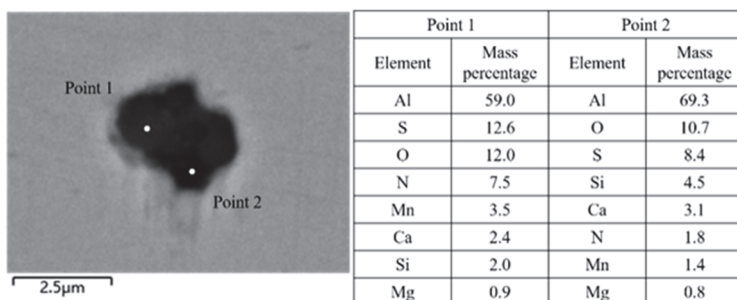 Point 1
Point 2
2.5μm
Point 1 Point 2
Element Mass percentage Element Mass percentage
Al 59.0 Al 69.3
S 12.6 O 10.7
O 12.0 S 8.4
N 7.5 Si 4.5
Mn 3.5 Ca 3.1
Ca 2.4 N 1.8
Si 2.0 Mn 1.4
Mg 0.9 Mg 0.8